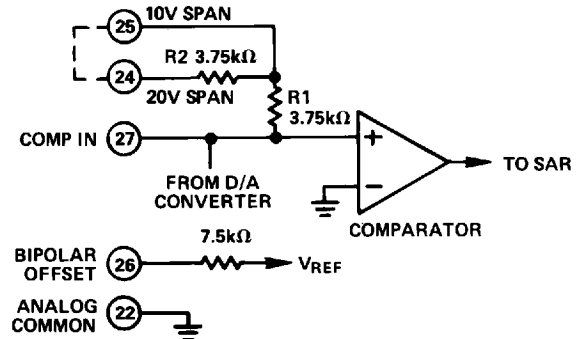 25 10V SPAN
R2 3.75kΩ
24
20V SPAN
R1
3.75kΩ
COMP IN 27
+
TO SAR
−
FROM D/A
CONVERTER
COMPARATOR
7.5kΩ
BIPOLAR
OFFSET 26
VREF
ANALOG
COMMON 22